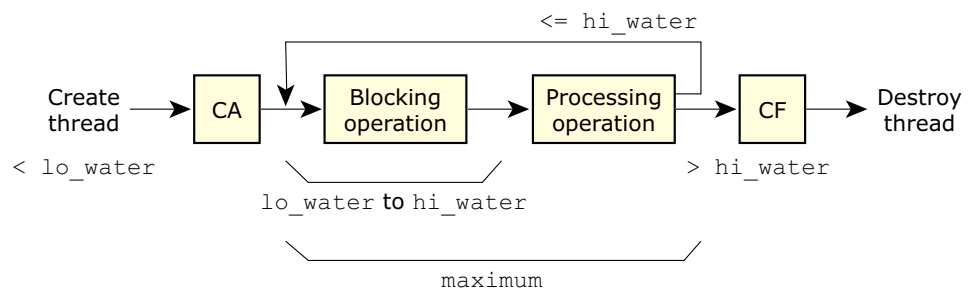 <= hi_water
Create
thread
CA
Blocking
operation
Processing
operation
CF
Destroy
thread
< lo_water
> hi_water
lo_water to hi_water
maximum